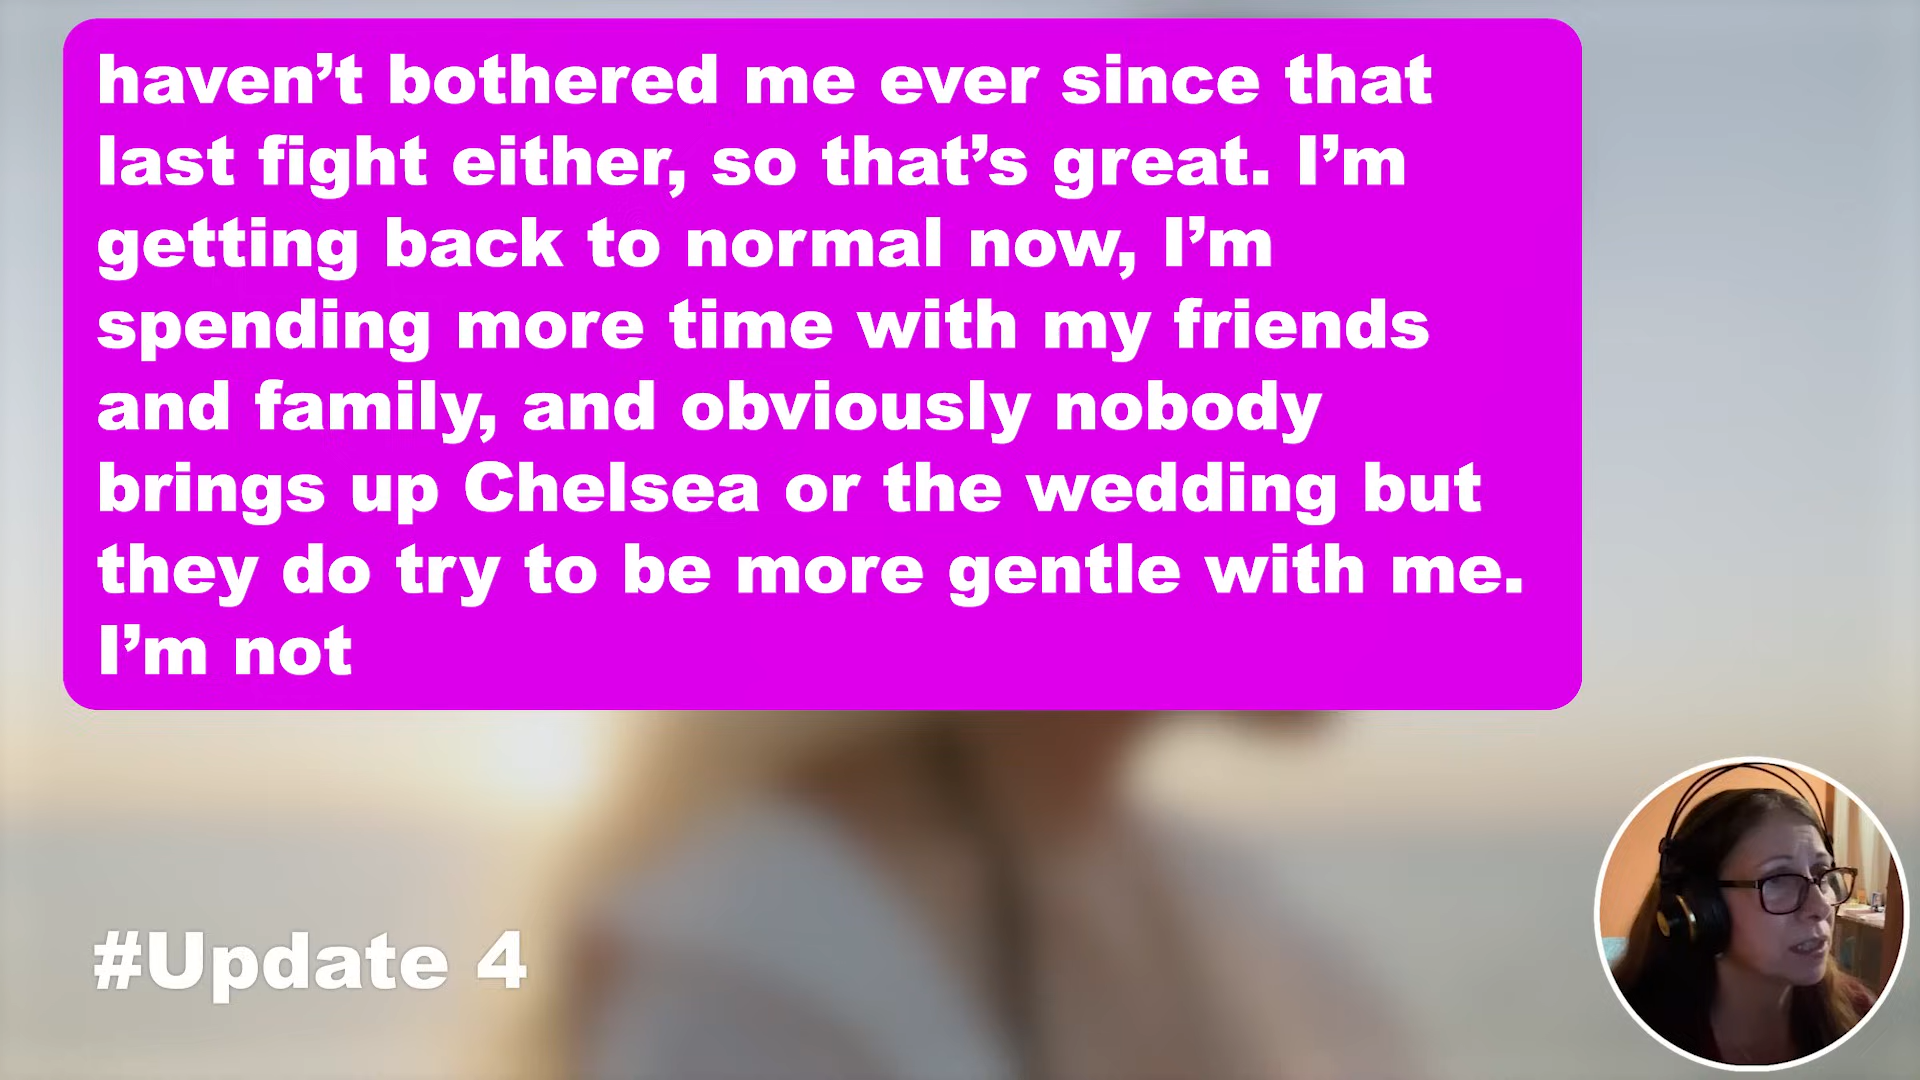 haven’t bothered me ever since that
last fight either, so that’s great. I’m
getting back to normal now, I’m
spending more time with my friends
and family, and obviously nobody
brings up Chelsea or the wedding but
they do try to be more gentle with me.
I’m not
#Update 4